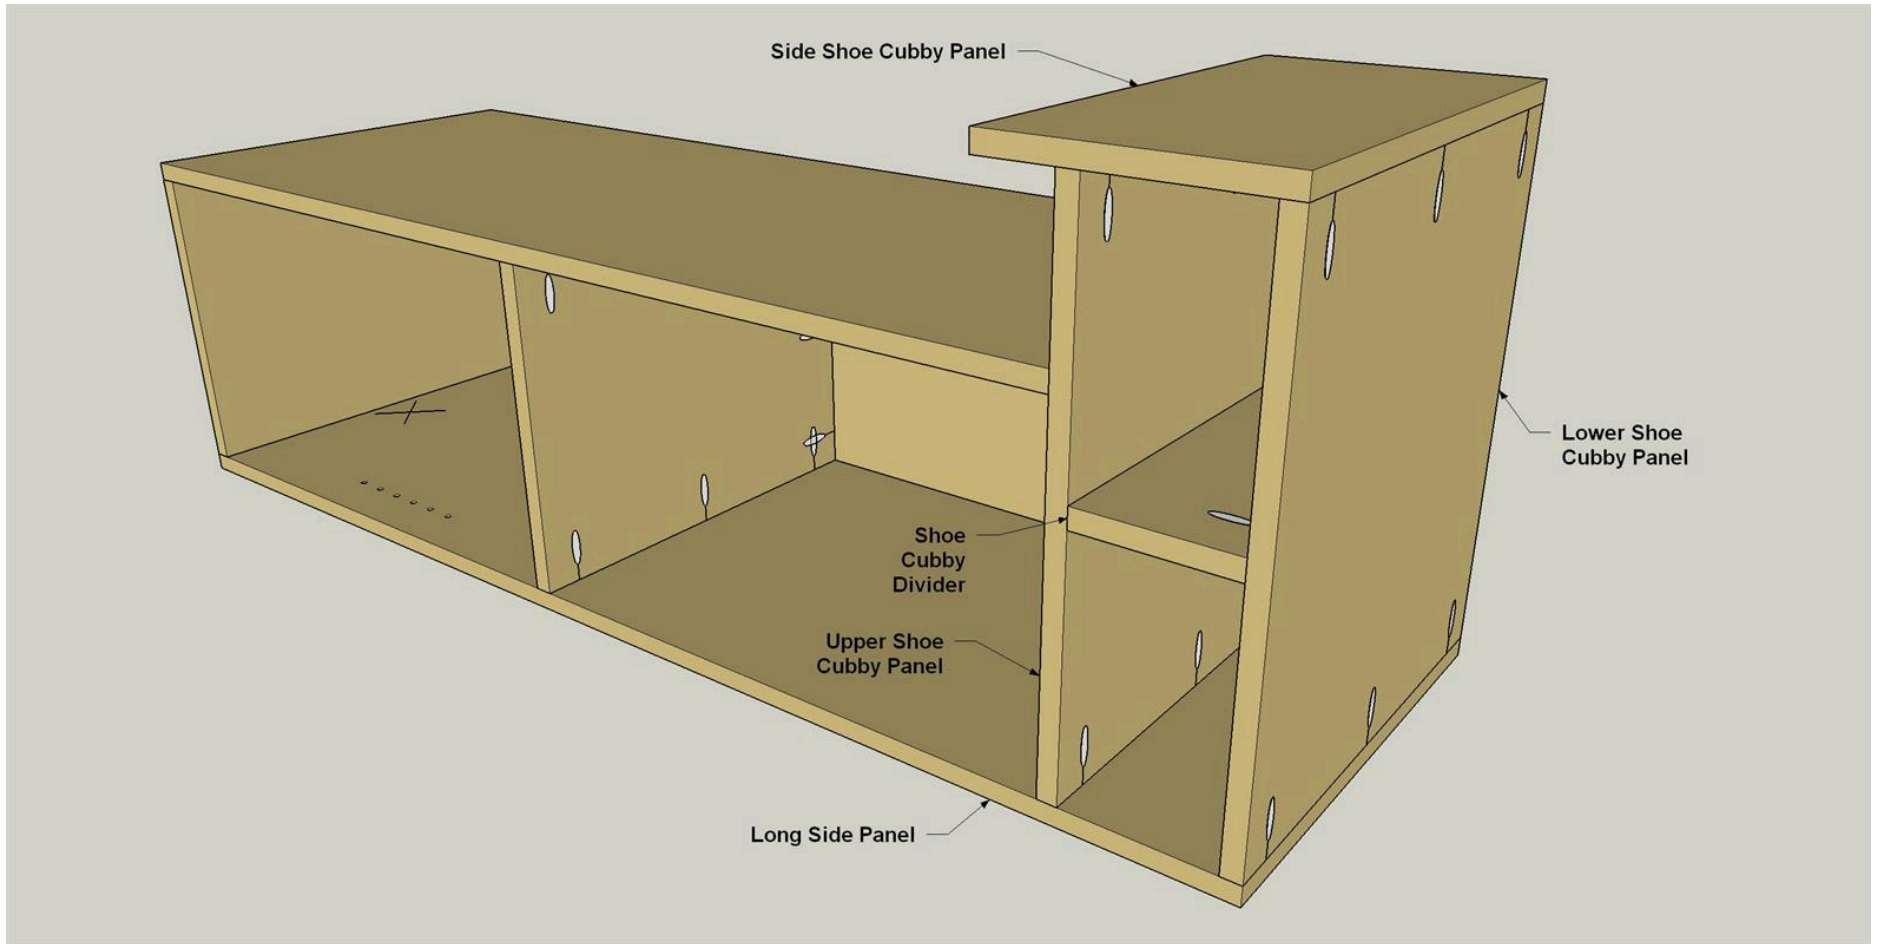 Side Shoe Cubby Panel
Lower Shoe
Cubby Panel
Shoe
Cubby
Divider
Upper Shoe
Cubby Panel
Long Side Panel